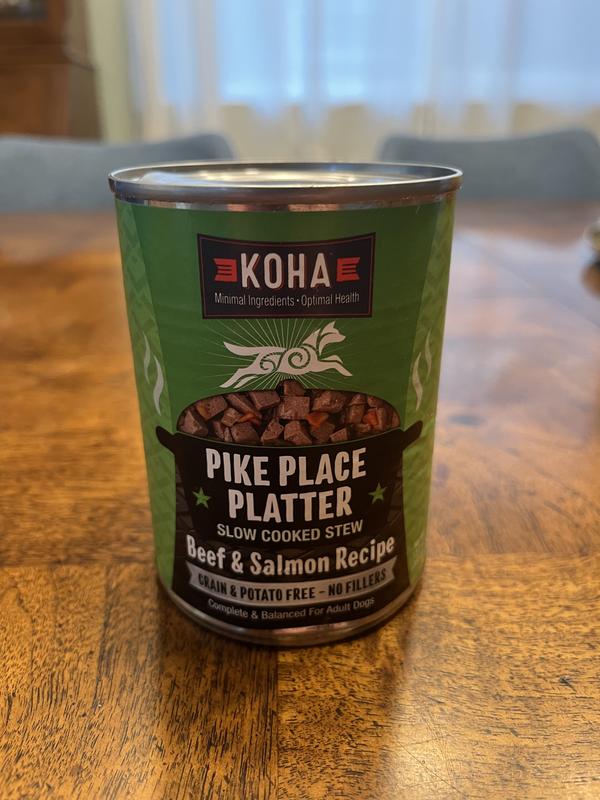 KOHA
Minimal Ingredients • Optimal Health
PIKE PLACE
PLATTER
SLOW COOKED STEW
Beef & Salmon Recipe
GRAIN & POTATO FREE - NO FILLERS
Complete & Balanced For Adult Dogs